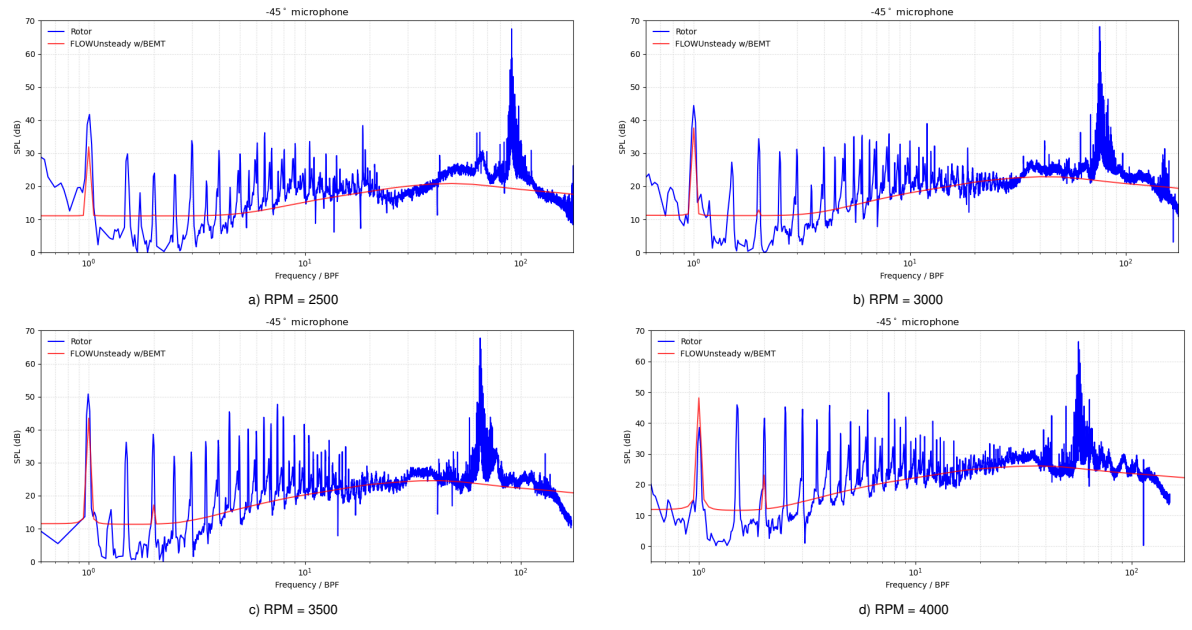 -45° microphone
Rotor
FLOWUnsteady w/BEMT
SPL (dB)
70
60
50
40
30
20
10
0
10⁰
10¹
10²
Frequency / BPF
a) RPM = 2500
-45° microphone
Rotor
FLOWUnsteady w/BEMT
SPL (dB)
70
60
50
40
30
20
10
0
10⁰
10¹
10²
Frequency / BPF
b) RPM = 3000
-45° microphone
Rotor
FLOWUnsteady w/BEMT
SPL (dB)
70
60
50
40
30
20
10
0
10⁰
10¹
10²
Frequency / BPF
c) RPM = 3500
-45° microphone
Rotor
FLOWUnsteady w/BEMT
SPL (dB)
70
60
50
40
30
20
10
0
10⁰
10¹
10²
Frequency / BPF
d) RPM = 4000